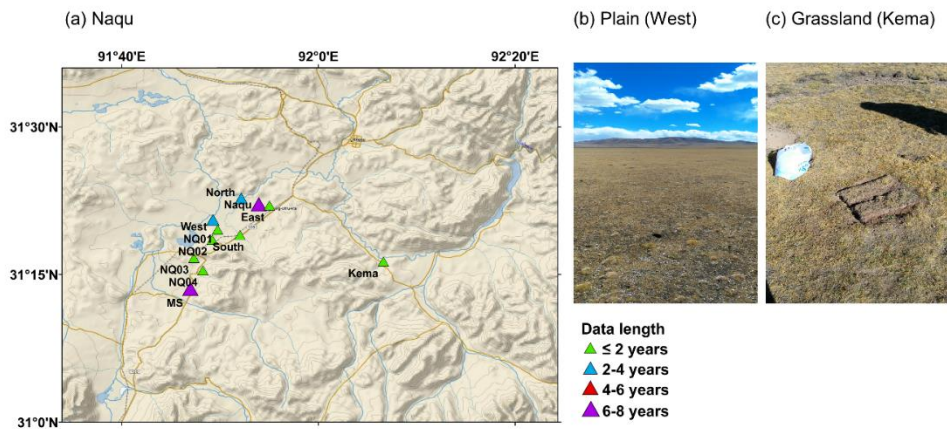 (a) Naqu
(b) Plain (West)
(c) Grassland (Kema)
91°40'E
92°0'E
92°20'E
31°30'N
31°15'N
31°0'N
North
Naqu
East
West
NQ01
South
NQ02
NQ03
NQ04
MS
Kema
Data length
≤ 2 years
2-4 years
4-6 years
6-8 years